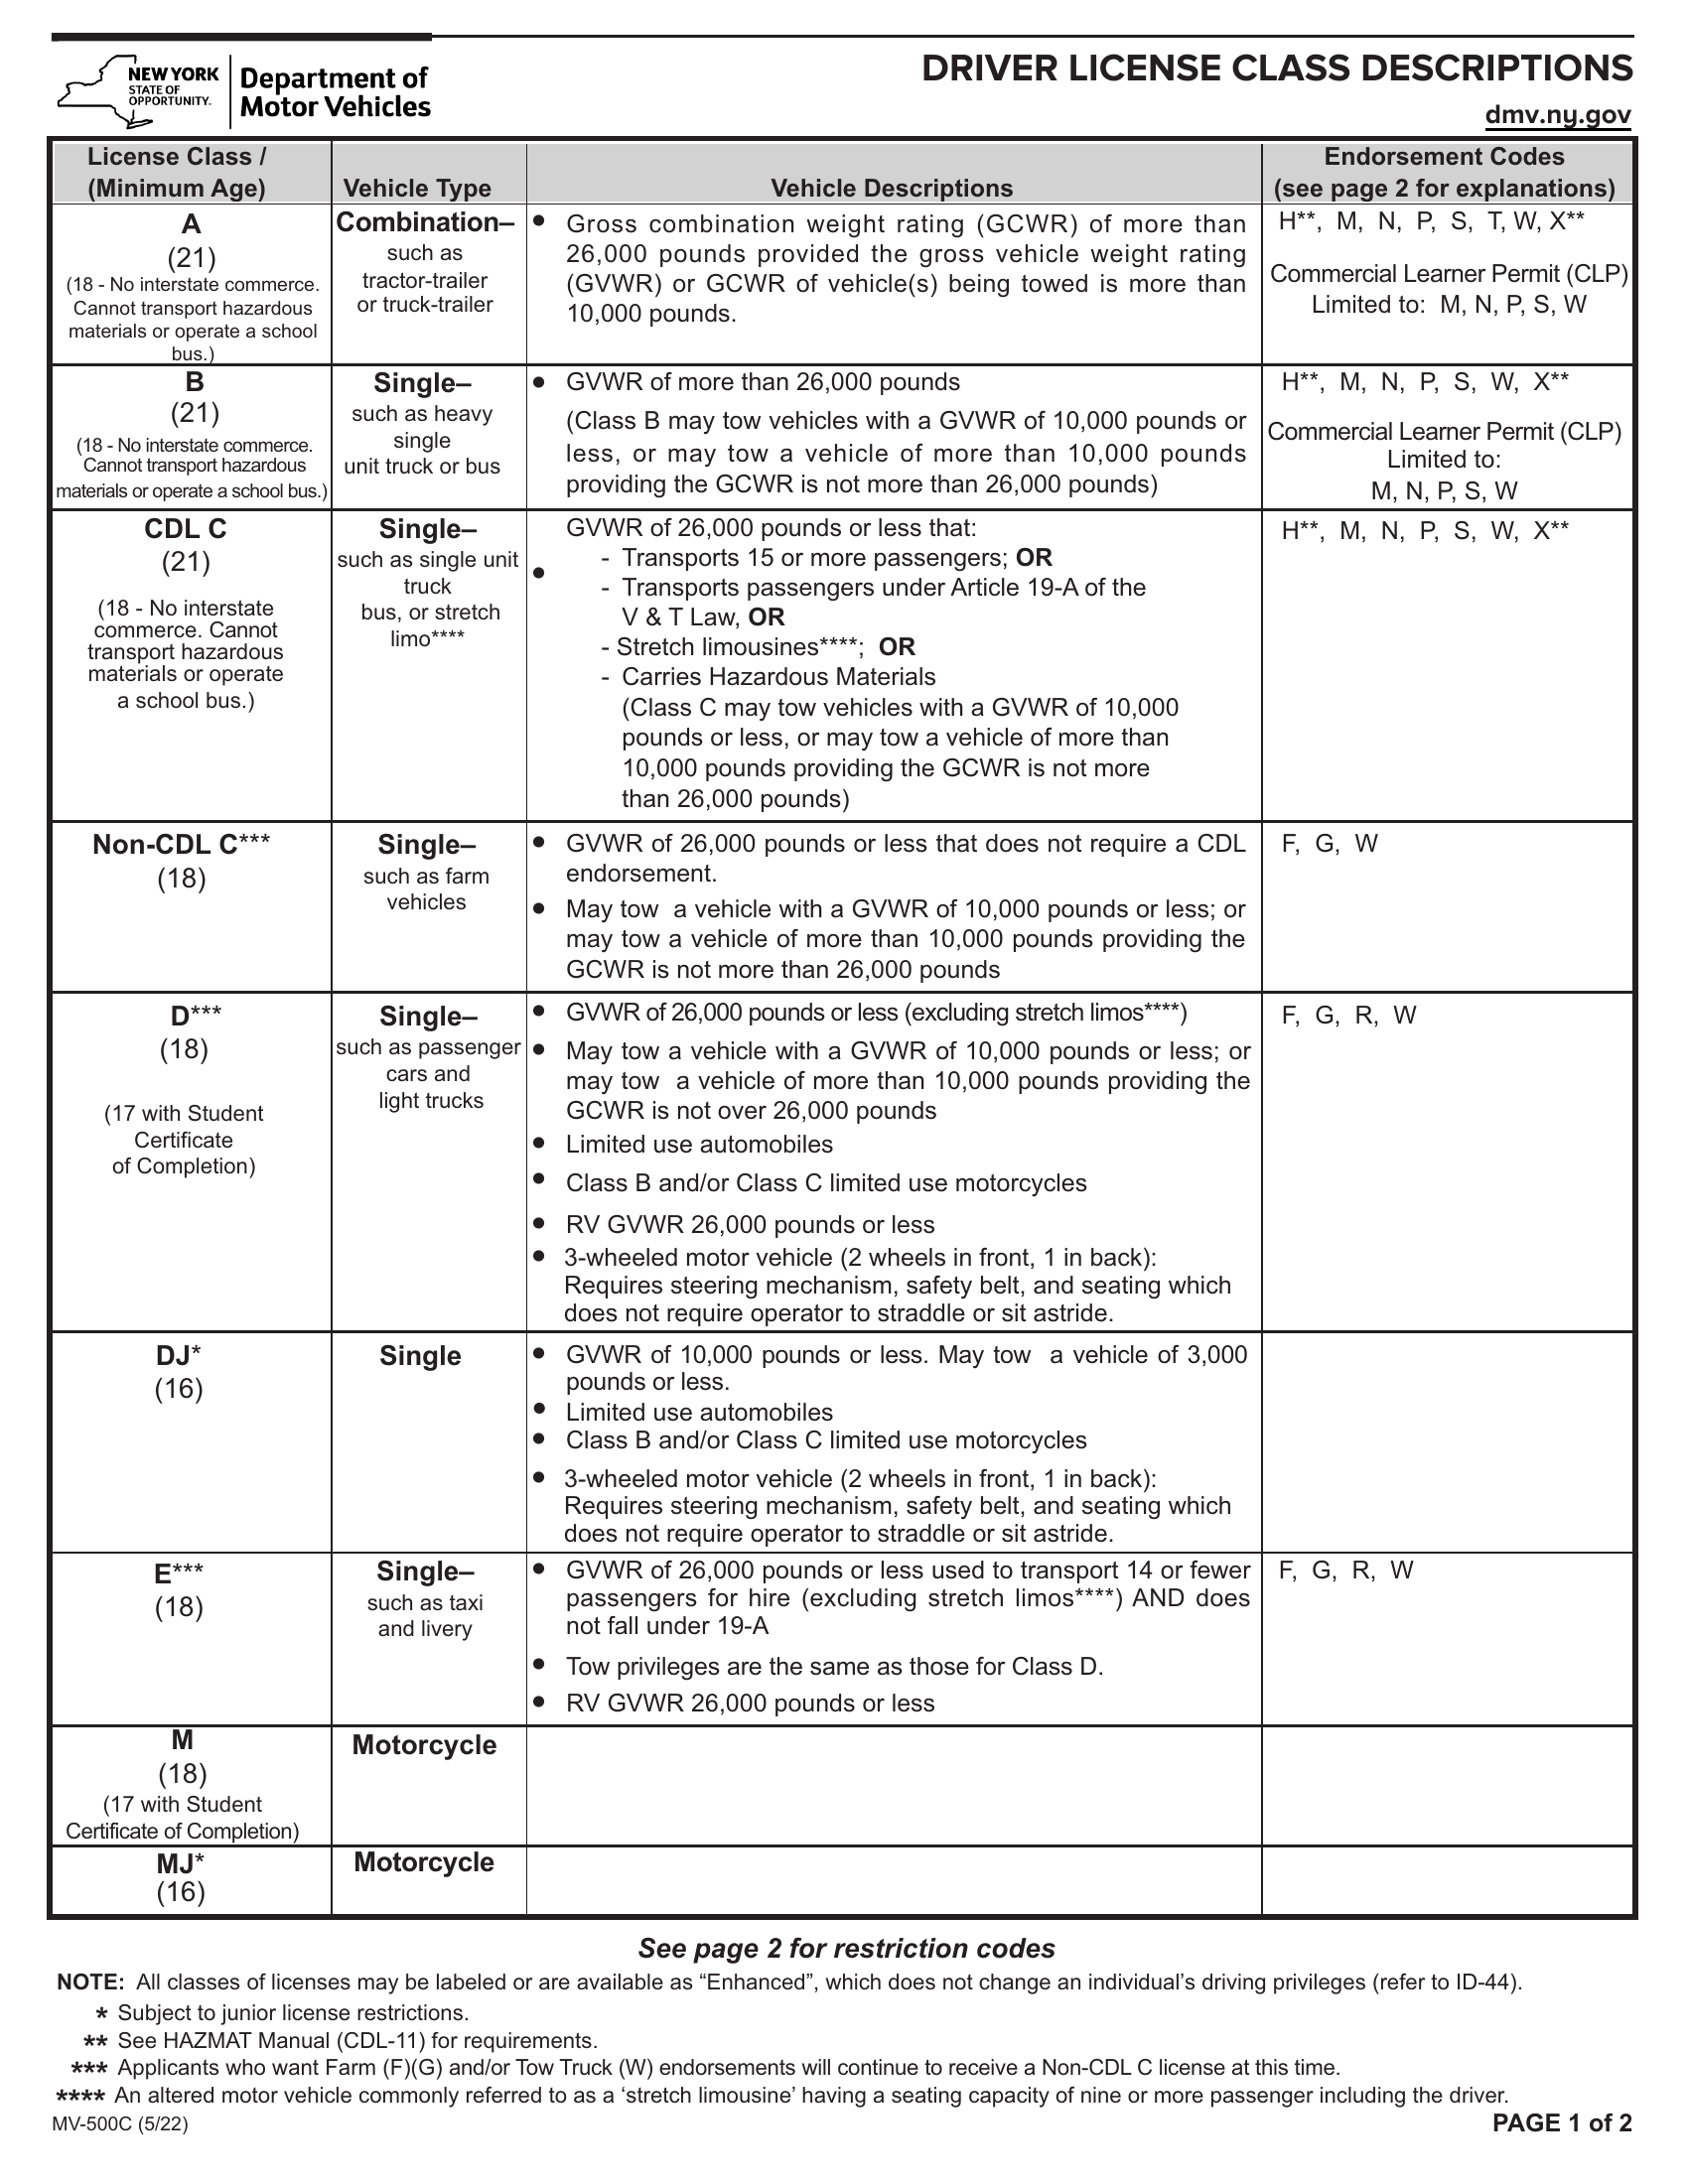 NEW YORK
STATE OF
OPPORTUNITY.
Department of
Motor Vehicles
DRIVER LICENSE CLASS DESCRIPTIONS
dmv.ny.gov
License Class /
(Minimum Age)
Vehicle Type
Vehicle Descriptions
Endorsement Codes
(see page 2 for explanations)
A
(21)
(18 - No interstate commerce.
Cannot transport hazardous
materials or operate a school
bus.)
Combination–
such as
tractor-trailer
or truck-trailer
• Gross combination weight rating (GCWR) of more than
26,000 pounds provided the gross vehicle weight rating
(GVWR) or GCWR of vehicle(s) being towed is more than
10,000 pounds.
H**, M, N, P, S, T, W, X**
Commercial Learner Permit (CLP)
Limited to: M, N, P, S, W
B
(21)
(18 - No interstate commerce.
Cannot transport hazardous
materials or operate a school bus.)
Single–
such as heavy
single
unit truck or bus
• GVWR of more than 26,000 pounds
(Class B may tow vehicles with a GVWR of 10,000 pounds or
less, or may tow a vehicle of more than 10,000 pounds
providing the GCWR is not more than 26,000 pounds)
H**, M, N, P, S, W, X**
Commercial Learner Permit (CLP)
Limited to:
M, N, P, S, W
CDL C
(21)
(18 - No interstate
commerce. Cannot
transport hazardous
materials or operate
a school bus.)
Single–
such as single unit
truck
bus, or stretch
limo****
• GVWR of 26,000 pounds or less that:
- Transports 15 or more passengers; OR
- Transports passengers under Article 19-A of the
V & T Law, OR
- Stretch limousines****; OR
- Carries Hazardous Materials
(Class C may tow vehicles with a GVWR of 10,000
pounds or less, or may tow a vehicle of more than
10,000 pounds providing the GCWR is not more
than 26,000 pounds)
H**, M, N, P, S, W, X**
Non-CDL C***
(18)
Single–
such as farm
vehicles
• GVWR of 26,000 pounds or less that does not require a CDL
endorsement.
• May tow a vehicle with a GVWR of 10,000 pounds or less; or
may tow a vehicle of more than 10,000 pounds providing the
GCWR is not more than 26,000 pounds
F, G, W
D***
(18)
(17 with Student
Certificate
of Completion)
Single–
such as passenger
cars and
light trucks
• GVWR of 26,000 pounds or less (excluding stretch limos****)
• May tow a vehicle with a GVWR of 10,000 pounds or less; or
may tow a vehicle of more than 10,000 pounds providing the
GCWR is not over 26,000 pounds
• Limited use automobiles
• Class B and/or Class C limited use motorcycles
• RV GVWR 26,000 pounds or less
• 3-wheeled motor vehicle (2 wheels in front, 1 in back):
Requires steering mechanism, safety belt, and seating which
does not require operator to straddle or sit astride.
F, G, R, W
DJ*
(16)
Single
• GVWR of 10,000 pounds or less. May tow a vehicle of 3,000
pounds or less.
• Limited use automobiles
• Class B and/or Class C limited use motorcycles
• 3-wheeled motor vehicle (2 wheels in front, 1 in back):
Requires steering mechanism, safety belt, and seating which
does not require operator to straddle or sit astride.
E***
(18)
Single–
such as taxi
and livery
• GVWR of 26,000 pounds or less used to transport 14 or fewer
passengers for hire (excluding stretch limos****) AND does
not fall under 19-A
• Tow privileges are the same as those for Class D.
• RV GVWR 26,000 pounds or less
F, G, R, W
M
(18)
(17 with Student
Certificate of Completion)
Motorcycle
MJ*
(16)
Motorcycle
See page 2 for restriction codes
NOTE: All classes of licenses may be labeled or are available as “Enhanced”, which does not change an individual’s driving privileges (refer to ID-44).
* Subject to junior license restrictions.
** See HAZMAT Manual (CDL-11) for requirements.
*** Applicants who want Farm (F)(G) and/or Tow Truck (W) endorsements will continue to receive a Non-CDL C license at this time.
**** An altered motor vehicle commonly referred to as a ‘stretch limousine’ having a seating capacity of nine or more passenger including the driver.
MV-500C (5/22)
PAGE 1 of 2